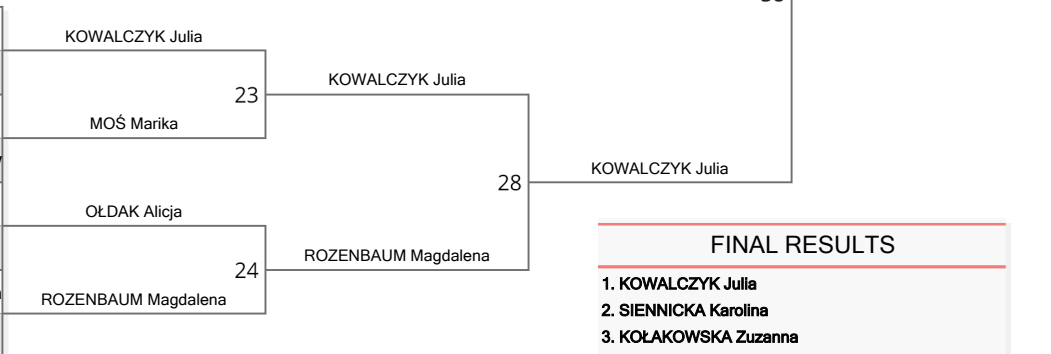 KOWALCZYK Julia
KOWALCZYK Julia
23
MOŚ Marika
KOWALCZYK Julia
28
OŁDAK Alicja
FINAL RESULTS
ROZENBAUM Magdalena
24
ROZENBAUM Magdalena
1. KOWALCZYK Julia
2. SIENNICKA Karolina
3. KOŁAKOWSKA Zuzanna